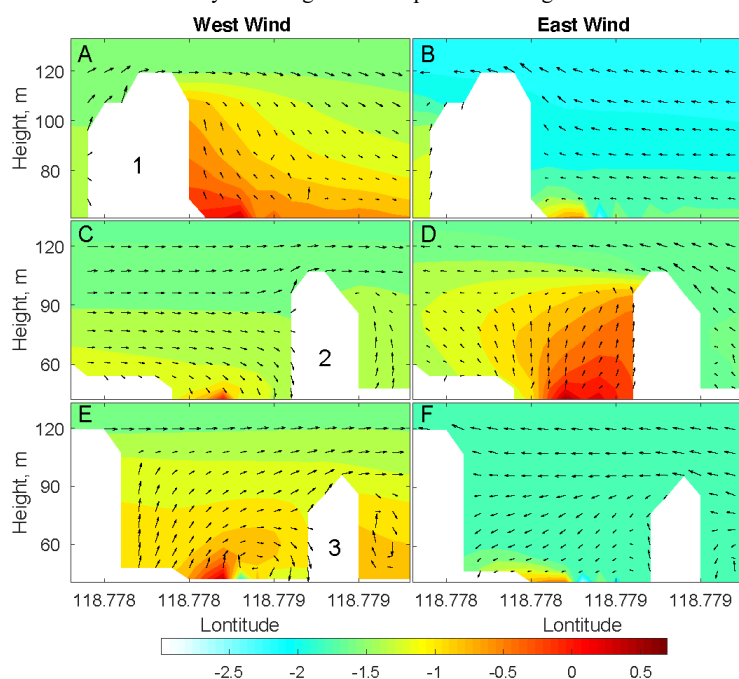 West Wind East Wind
A B
120
100
80
Height, m
1
C D
120
90
60
Height, m
2
E F
120
90
60
Height, m
3
118.778 118.778 118.779 118.779 118.778 118.778 118.779 118.779
Lontitude Lontitude
-2.5 -2 -1.5 -1 -0.5 0 0.5